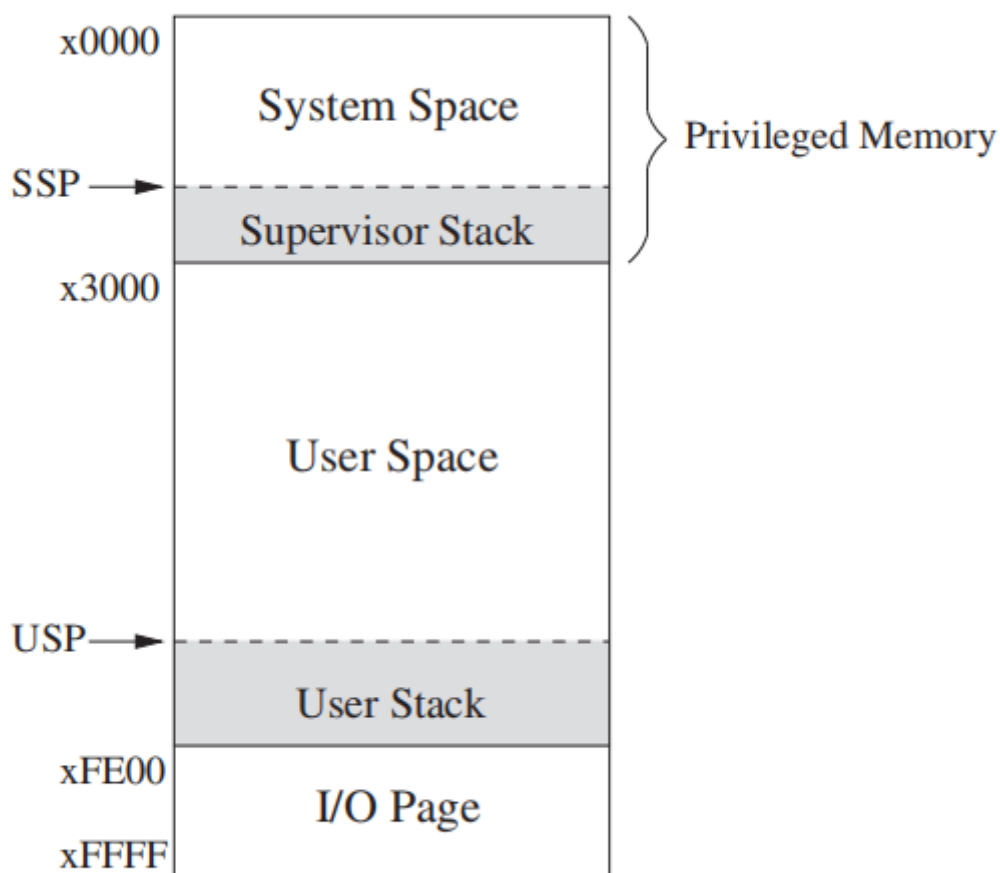 x0000
System Space
Privileged Memory
SSP
Supervisor Stack
x3000
User Space
USP
User Stack
xFE00
I/O Page
xFFFF